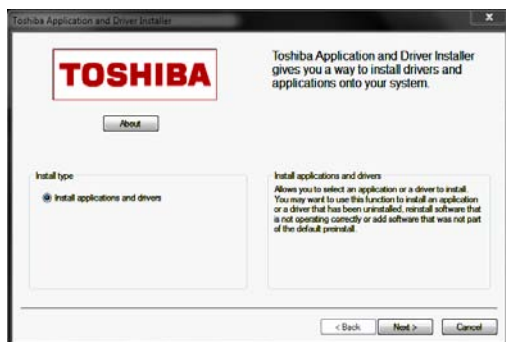 Toshiba Application and Driver Installer
x
TOSHIBA
Toshiba Application and Driver Installer
gives you a way to install drivers and
applications onto your system.
About
Install type
Install applications and drivers
Install applications and drivers
Allows you to select an application or a driver to install.
You may want to use this function to install an application
or a driver that has been uninstalled, reinstall software that
is not operating correctly or add software that was not part
of the default preinstall.
< Back
Next >
Cancel